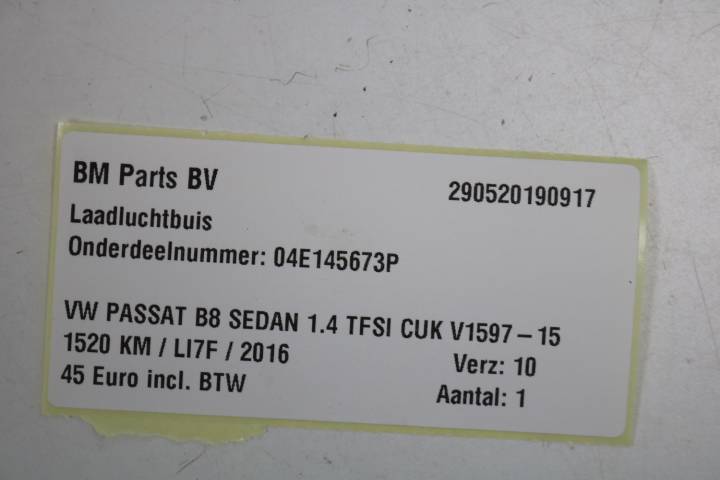 BM Parts BV 290520190917
Laadluchtbuis
Onderdeelnummer: 04E145673P
VW PASSAT B8 SEDAN 1.4 TFSI CUK V1597-15
1520 KM / LI7F / 2016 Verz: 10
45 Euro incl. BTW Aantal: 1